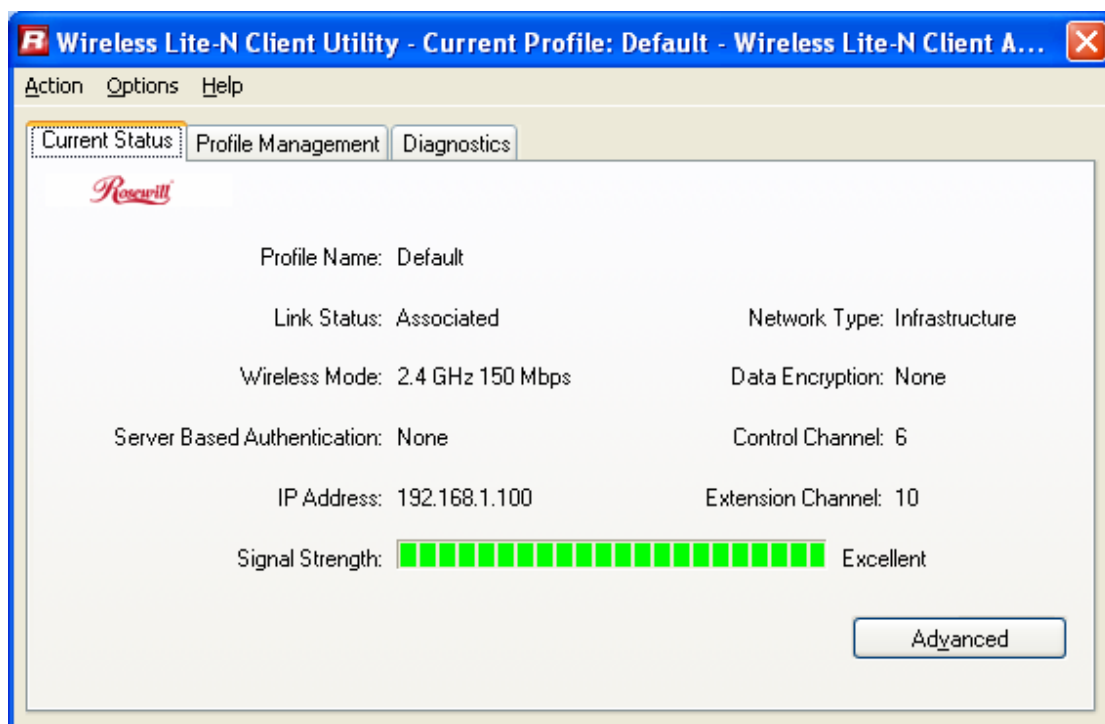 Wireless Lite-N Client Utility - Current Profile: Default - Wireless Lite-N Client A...
Action Options Help
Current Status Profile Management Diagnostics
Rosewill
Profile Name: Default
Link Status: Associated Network Type: Infrastructure
Wireless Mode: 2.4 GHz 150 Mbps Data Encryption: None
Server Based Authentication: None Control Channel: 6
IP Address: 192.168.1.100 Extension Channel: 10
Signal Strength: Excellent
Advanced